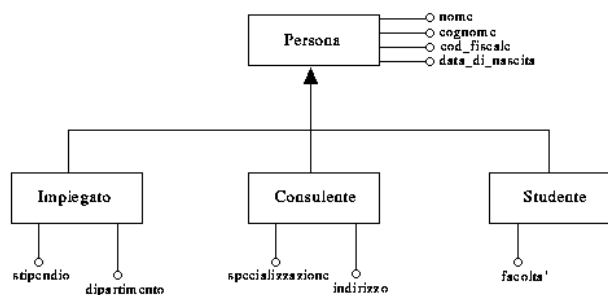 Persona
nome
cognome
cod_fiscale
data_di_nascita
Impiegato
Consulente
Studente
stipendio
dipartimento
specializzazione
indirizzo
facolta'